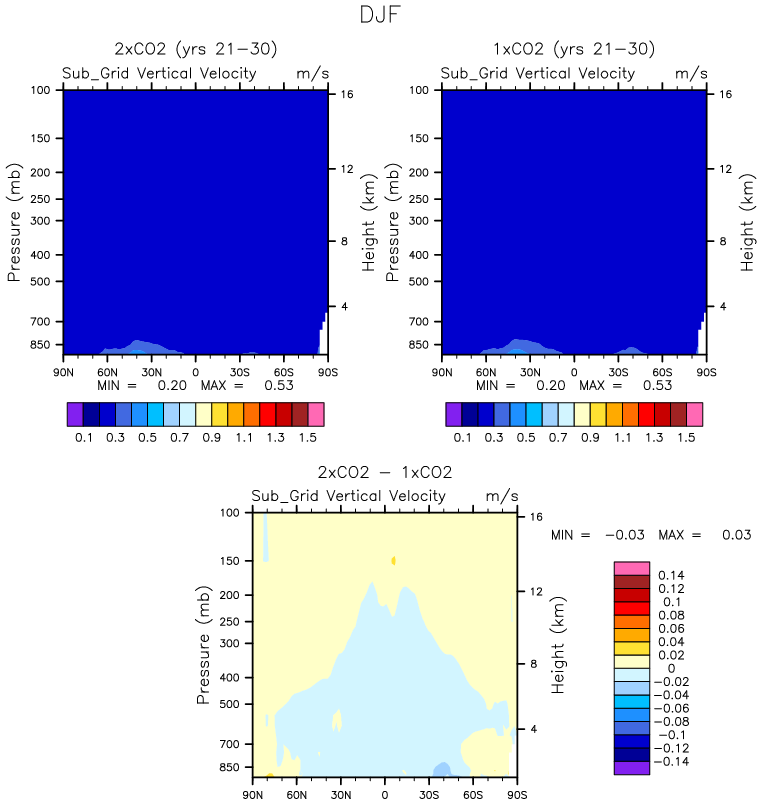 DJF
2xCO2 (yrs 21-30)
Sub_Grid Vertical Velocity m/s
Pressure (mb)
100
150
200
250
300
400
500
700
850
16
12
8
4
Height (km)
90N 60N 30N 0 30S 60S 90S
MIN = 0.20 MAX = 0.53
0.1 0.3 0.5 0.7 0.9 1.1 1.3 1.5
1xCO2 (yrs 21-30)
Sub_Grid Vertical Velocity m/s
Pressure (mb)
100
150
200
250
300
400
500
700
850
16
12
8
4
Height (km)
90N 60N 30N 0 30S 60S 90S
MIN = 0.20 MAX = 0.53
0.1 0.3 0.5 0.7 0.9 1.1 1.3 1.5
2xCO2 - 1xCO2
Sub_Grid Vertical Velocity m/s
Pressure (mb)
100
150
200
250
300
400
500
700
850
16
12
8
4
Height (km)
90N 60N 30N 0 30S 60S 90S
MIN = -0.03 MAX = 0.03
0.14
0.12
0.1
0.08
0.06
0.04
0.02
0
-0.02
-0.04
-0.06
-0.08
-0.1
-0.12
-0.14